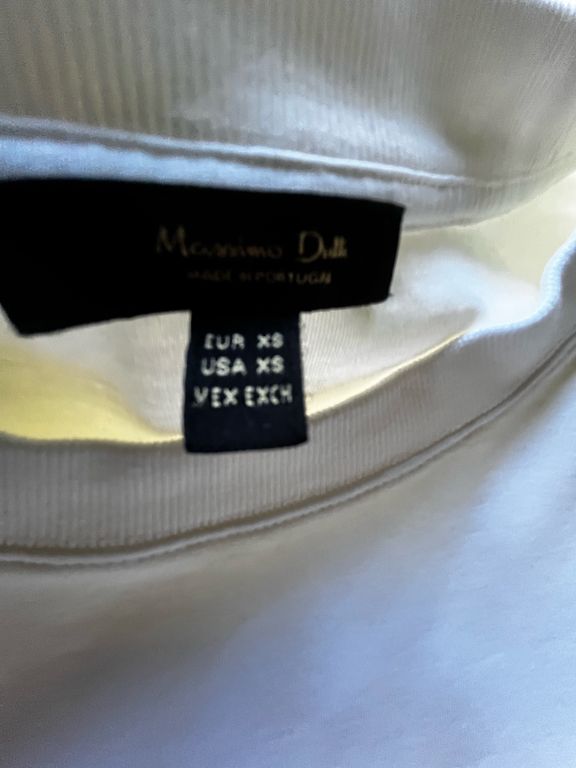 Massimo Dutti
MADE IN PORTUGAL
EUR XS
USA XS
MEX EXCH